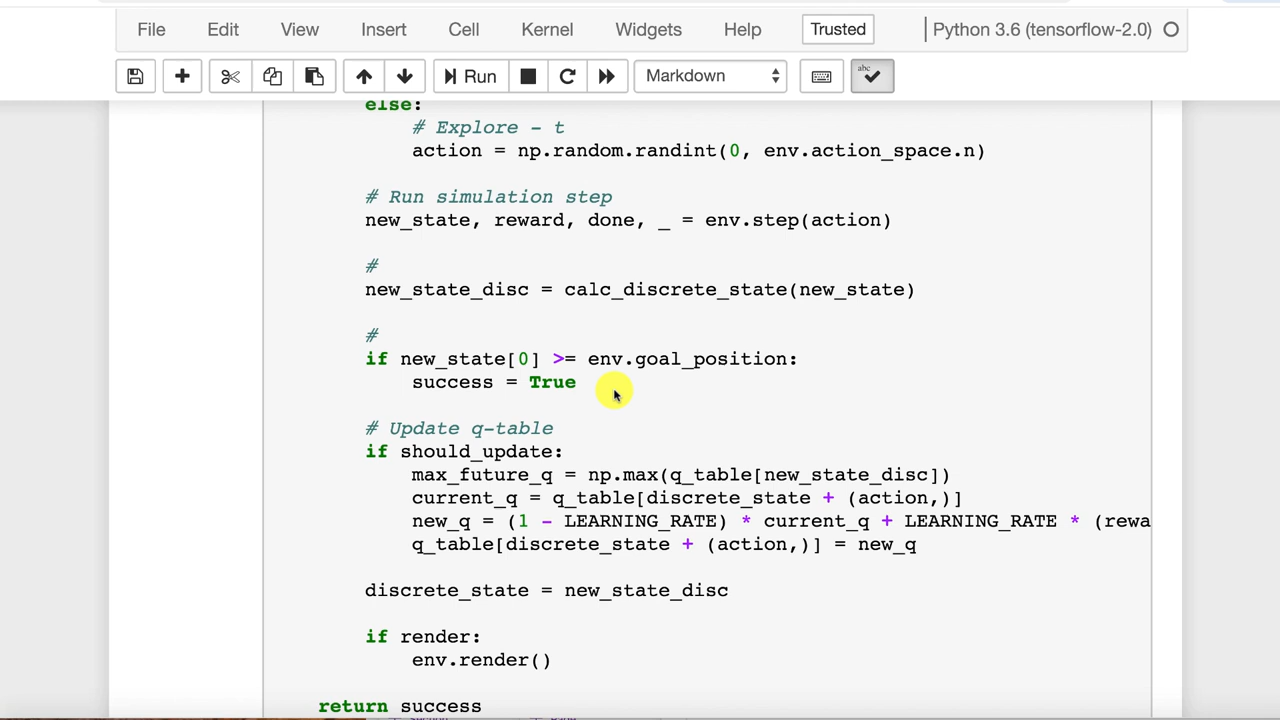 File Edit View Insert Cell Kernel Widgets Help Trusted Python 3.6 (tensorflow-2.0)
Run Markdown abc
else:
# Explore - t
action = np.random.randint(0, env.action_space.n)
# Run simulation step
new_state, reward, done, _ = env.step(action)
#
new_state_disc = calc_discrete_state(new_state)
#
if new_state[0] >= env.goal_position:
success = True
# Update q-table
if should_update:
max_future_q = np.max(q_table[new_state_disc])
current_q = q_table[discrete_state + (action,)]
new_q = (1 - LEARNING_RATE) * current_q + LEARNING_RATE * (rewa
q_table[discrete_state + (action,)] = new_q
discrete_state = new_state_disc
if render:
env.render()
return success